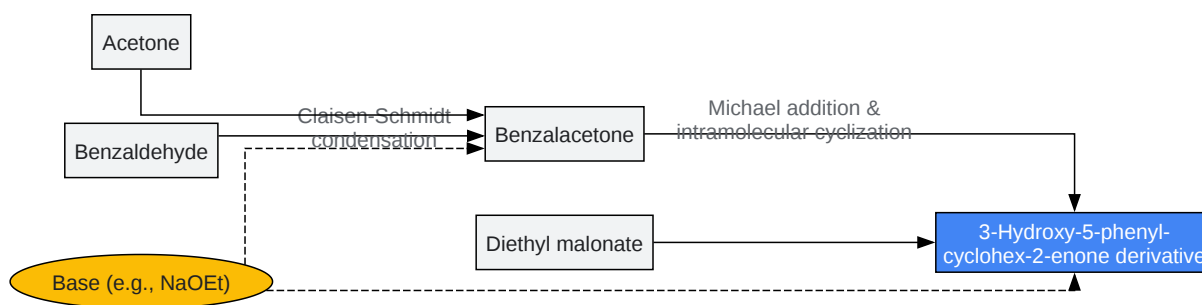 Acetone
Claisen-Schmidt
condensation
Benzaldehyde
Benzalacetone
Michael addition &
intramolecular cyclization
Diethyl malonate
3-Hydroxy-5-phenyl-
cyclohex-2-enone derivative
Base (e.g., NaOEt)